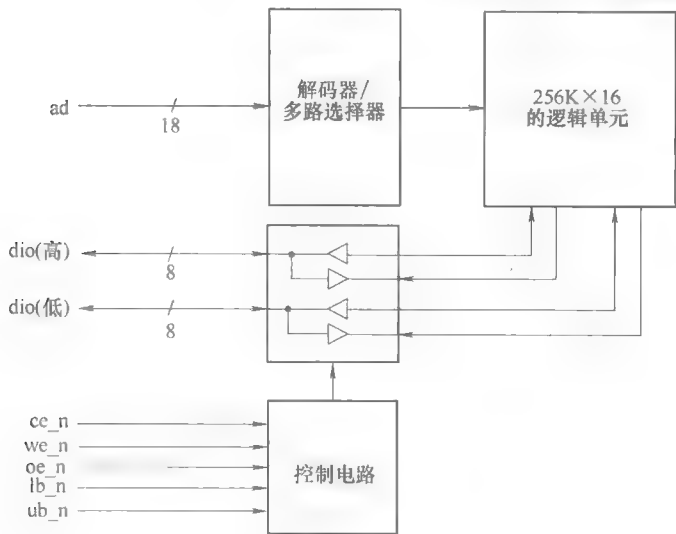 ad
18
解码器/
多路选择器
256K×16
的逻辑单元
dio(高)
8
dio(低)
8
ce_n
we_n
oe_n
lb_n
ub_n
控制电路